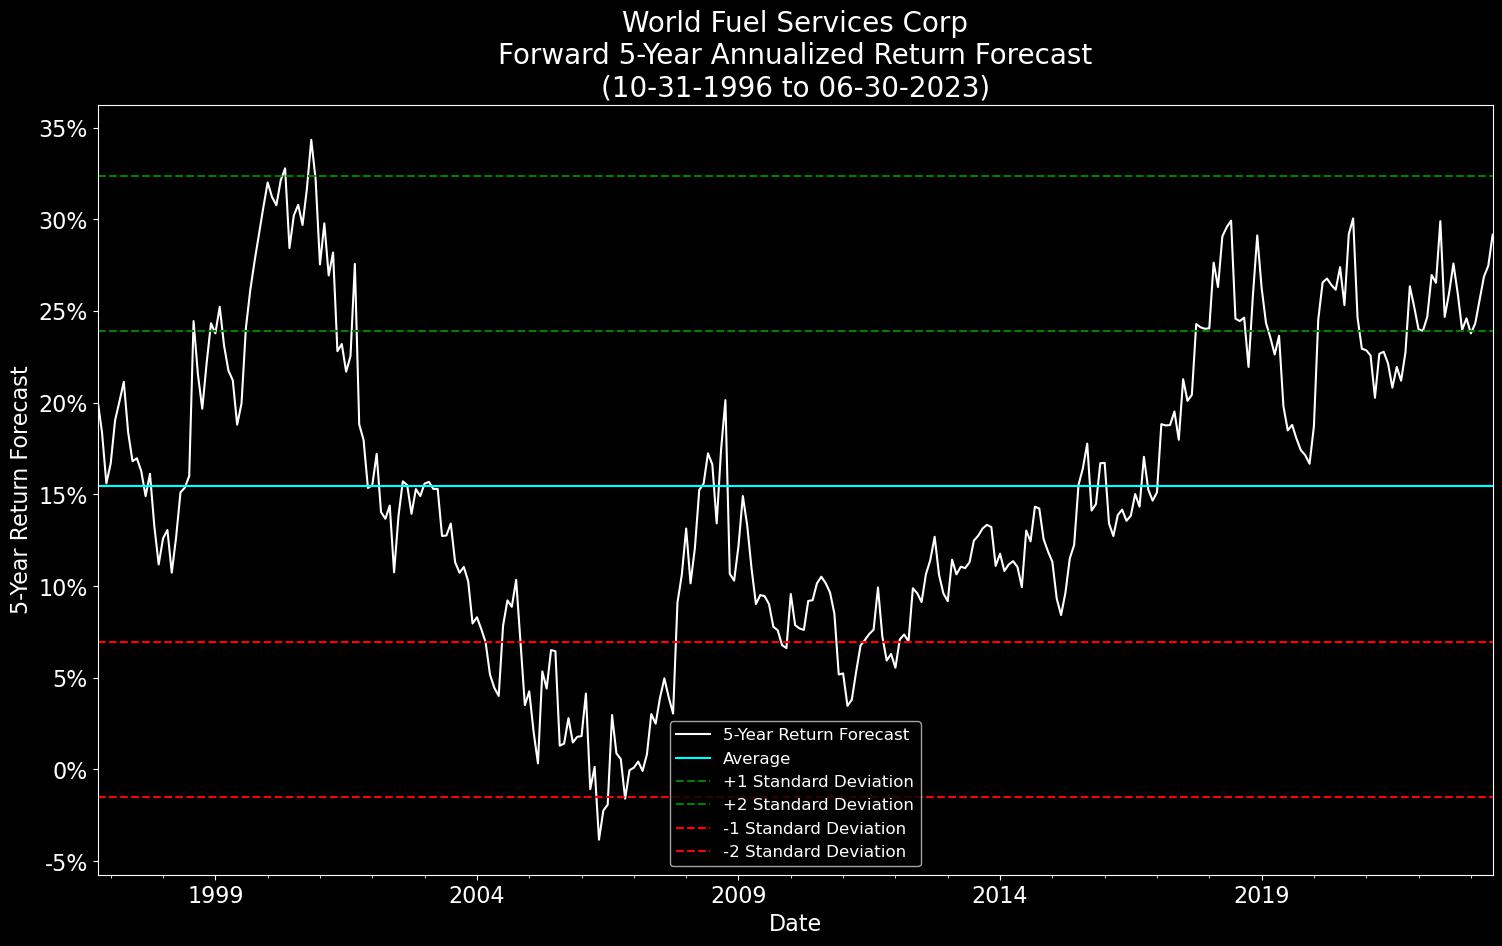 World Fuel Services Corp
Forward 5-Year Annualized Return Forecast
(10-31-1996 to 06-30-2023)
35%
30%
25%
20%
15%
10%
5%
0%
-5%
5-Year Return Forecast
5-Year Return Forecast
Average
+1 Standard Deviation
+2 Standard Deviation
-1 Standard Deviation
-2 Standard Deviation
1999
2004
2009
2014
2019
Date